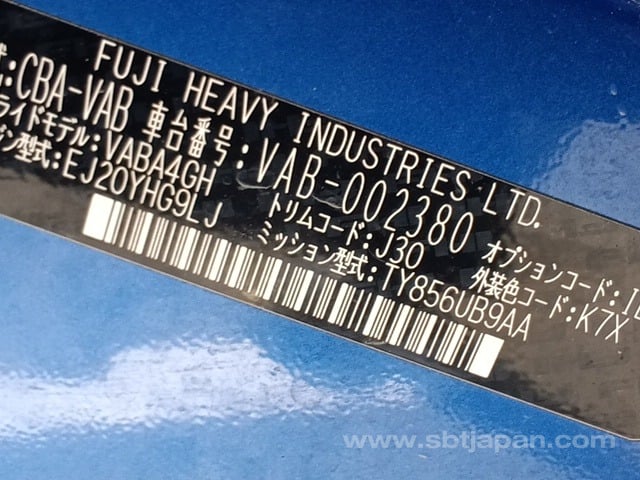 FUJI HEAVY INDUSTRIES LTD.
:CBA-VAB 車台番号:VAB-002380
ライドモデル:VABA4GH トリムコード:J30 オプションコード:
ジン型式:EJ20YHG9LJ ミッション型式:TY856UB9AA 外装色コード:K7X
www.sbtjapan.com